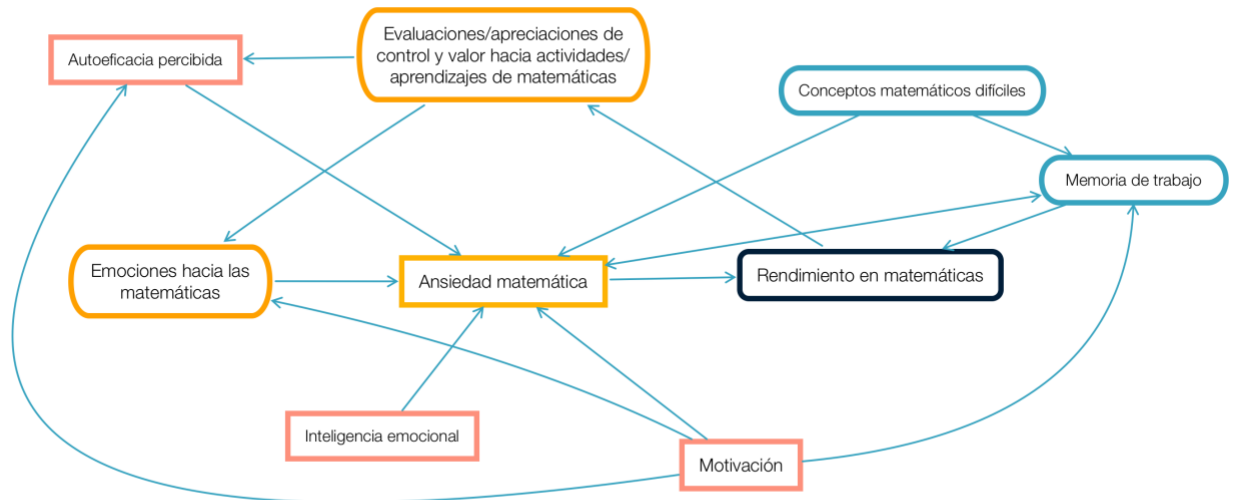 Evaluaciones/apreciaciones de
control y valor hacia actividades/
aprendizajes de matemáticas
Autoeficacia percibida
Conceptos matemáticos difíciles
Memoria de trabajo
Emociones hacia las
matemáticas
Ansiedad matemática
Rendimiento en matemáticas
Inteligencia emocional
Motivación